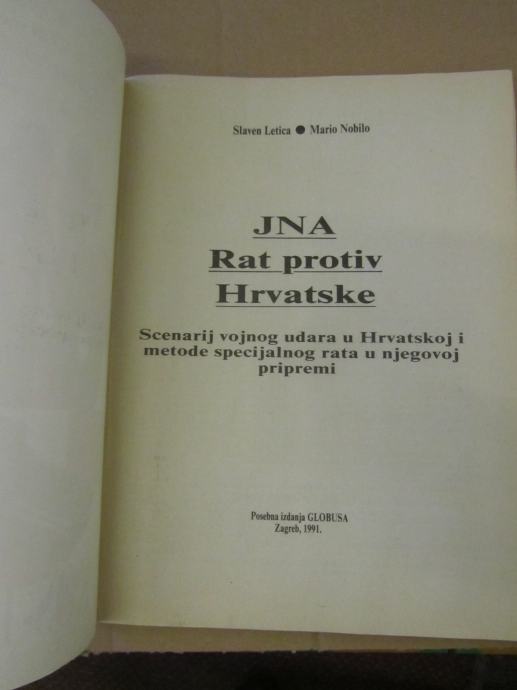 Slaven Letica ● Mario Nobilo
JNA
Rat protiv
Hrvatske
Scenarij vojnog udara u Hrvatskoj i
metode specijalnog rata u njegovoj
pripremi
Posebna izdanja GLOBUSA
Zagreb, 1991.